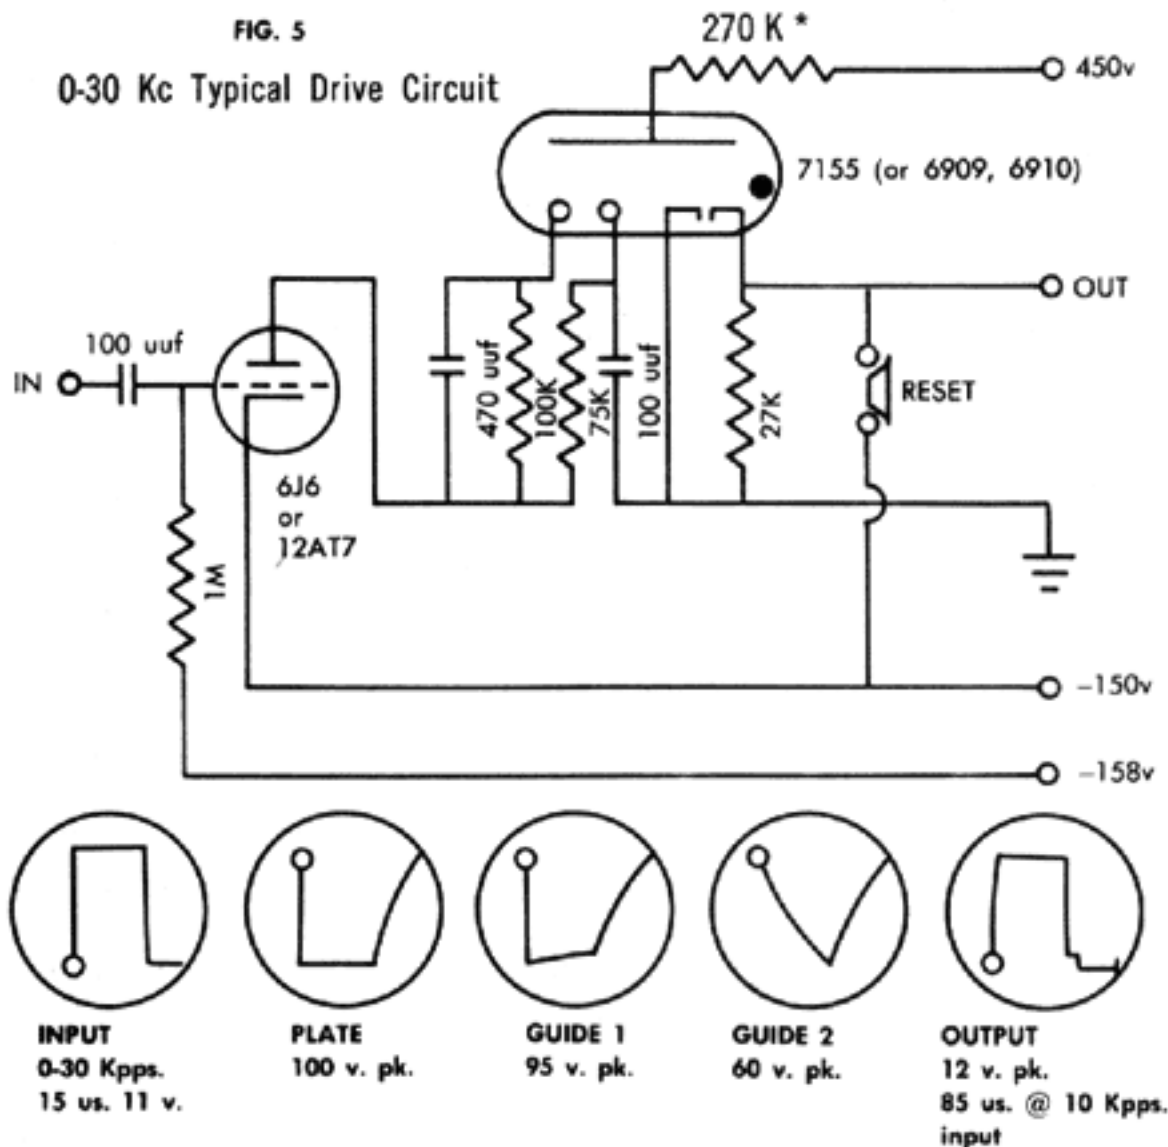 FIG. 5
0-30 Kc Typical Drive Circuit
270 K *
450v
7155 (or 6909, 6910)
OUT
100 uuf
IN
470 uuf
100K
75K
100 uuf
27K
RESET
6J6
or
12AT7
1M
-150v
-158v
INPUT
0-30 Kpps.
15 us. 11 v.
PLATE
100 v. pk.
GUIDE 1
95 v. pk.
GUIDE 2
60 v. pk.
OUTPUT
12 v. pk.
85 us. @ 10 Kpps.
input